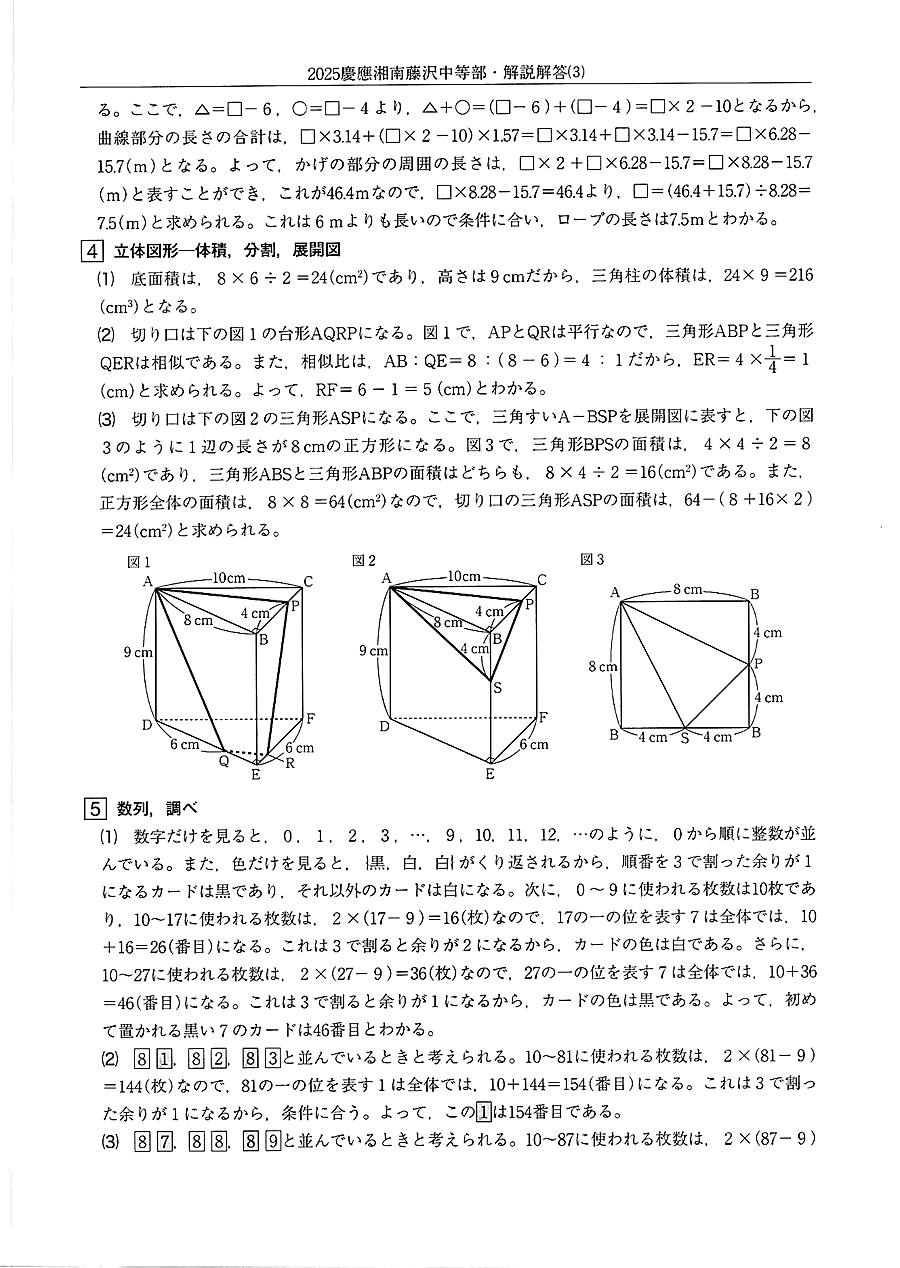 2025慶應湘南藤沢中等部・解説解答(3)
る。ここで，△=□−6，○=□−4より，△+○=(□−6)+(□−4)=□×2−10となるから，
曲線部分の長さの合計は，□×3.14+(□×2−10)×1.57=□×3.14+□×3.14−15.7=□×6.28−
15.7(m)となる。よって，かげの部分の周囲の長さは，□×2+□×6.28−15.7=□×8.28−15.7
(m)と表すことができ，これが46.4mなので，□×8.28−15.7=46.4より，□=(46.4+15.7)÷8.28=
7.5(m)と求められる。これは6mよりも長いので条件に合い，ロープの長さは7.5mとわかる。
4 立体図形―体積，分割，展開図
(1) 底面積は，8×6÷2=24(cm²)であり，高さは9cmだから，三角柱の体積は，24×9=216
(cm³)となる。
(2) 切り口は下の図1の台形AQRPになる。図1で，APとQRは平行なので，三角形ABPと三角形
QERは相似である。また，相似比は，AB：QE=8：(8−6)=4：1だから，ER=4×1/4=1
(cm)と求められる。よって，RF=6−1=5(cm)とわかる。
(3) 切り口は下の図2の三角形ASPになる。ここで，三角すいA−BSPを展開図に表すと，下の図
3のように1辺の長さが8cmの正方形になる。図3で，三角形BPSの面積は，4×4÷2=8
(cm²)であり，三角形ABSと三角形ABPの面積はどちらも，8×4÷2=16(cm²)である。また，
正方形全体の面積は，8×8=64(cm²)なので，切り口の三角形ASPの面積は，64−(8+16×2)
=24(cm²)と求められる。
図1
A
10cm
C
8cm
4cm
P
B
9cm
D
F
6cm
Q
E
R
6cm
図2
A
10cm
C
8cm
4cm
P
B
4cm
9cm
S
D
F
6cm
E
図3
A
8cm
B
4cm
8cm
P
4cm
B
4cm
S
4cm
B
5 数列，調べ
(1) 数字だけを見ると，0，1，2，3，…，9，10，11，12，…のように，0から順に整数が並
んでいる。また，色だけを見ると，{黒，白，白}がくり返されるから，順番を3で割った余りが1
になるカードは黒であり，それ以外のカードは白になる。次に，0～9に使われる枚数は10枚であ
り，10～17に使われる枚数は，2×(17−9)=16(枚)なので，17の一の位を表す7は全体では，10
+16=26(番目)になる。これは3で割ると余りが2になるから，カードの色は白である。さらに，
10～27に使われる枚数は，2×(27−9)=36(枚)なので，27の一の位を表す7は全体では，10+36
=46(番目)になる。これは3で割ると余りが1になるから，カードの色は黒である。よって，初め
て置かれる黒い7のカードは46番目とわかる。
(2) 8 1，8 2，8 3と並んでいるときと考えられる。10～81に使われる枚数は，2×(81−9)
=144(枚)なので，81の一の位を表す1は全体では，10+144=154(番目)になる。これは3で割っ
た余りが1になるから，条件に合う。よって，この1は154番目である。
(3) 8 7，8 8，8 9と並んでいるときと考えられる。10～87に使われる枚数は，2×(87−9)